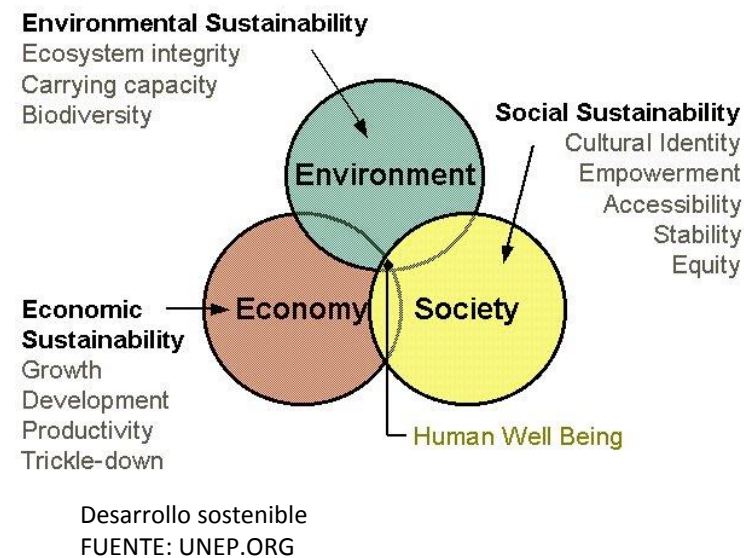 Environmental Sustainability
Ecosystem integrity
Carrying capacity
Biodiversity
Social Sustainability
Cultural Identity
Empowerment
Accessibility
Stability
Equity
Environment
Economy
Society
Economic
Sustainability
Growth
Development
Productivity
Trickle-down
Human Well Being
Desarrollo sostenible
FUENTE: UNEP.ORG